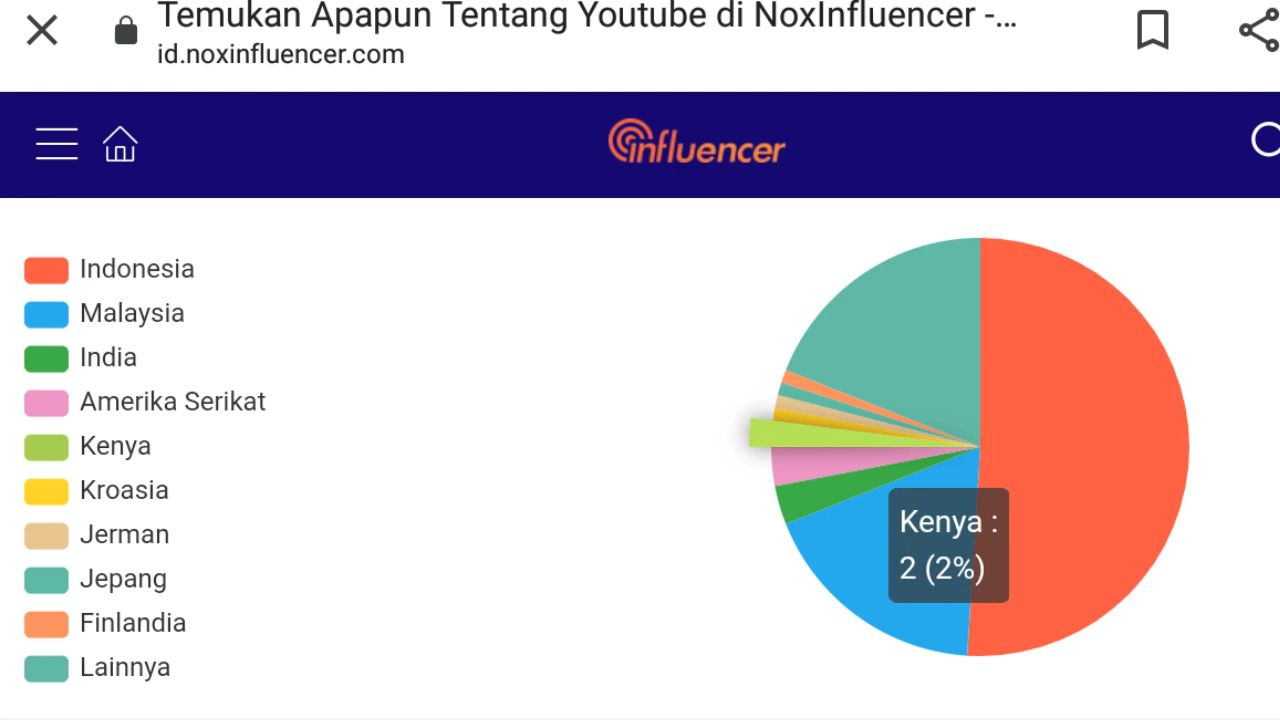 Temukan Apapun Tentang Youtube di NoxInfluencer -...
id.noxinfluencer.com
influencer
Indonesia
Malaysia
India
Amerika Serikat
Kenya
Kroasia
Jerman
Jepang
Finlandia
Lainnya
Kenya :
2 (2%)